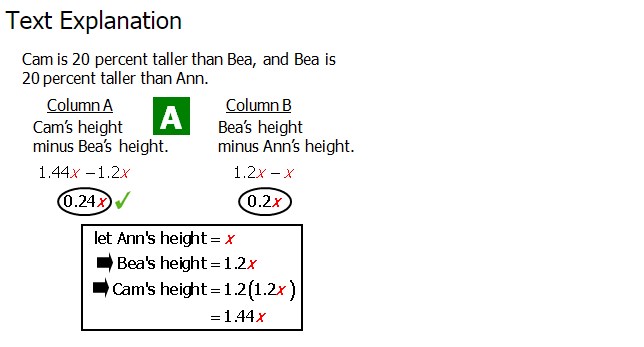 Text Explanation
Cam is 20 percent taller than Bea, and Bea is
20 percent taller than Ann.
Column A
A
Column B
Cam's height
minus Bea's height.
Bea's height
minus Ann's height.
1.44x – 1.2x
1.2x – x
0.24x ✓
0.2x
let Ann's height = x
➡ Bea's height = 1.2x
➡ Cam's height = 1.2(1.2x)
= 1.44x